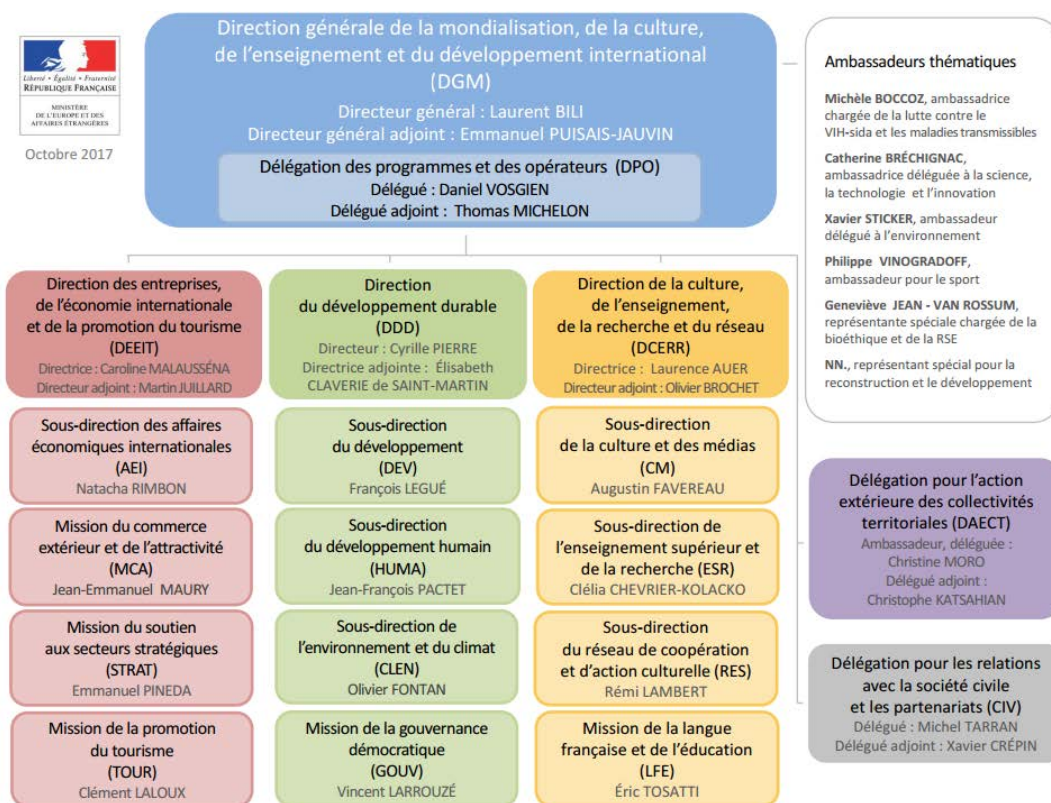 Liberté • Égalité • Fraternité
RÉPUBLIQUE FRANÇAISE
MINISTÈRE
DE L'EUROPE ET DES
AFFAIRES ÉTRANGÈRES
Octobre 2017
Direction générale de la mondialisation, de la culture,
de l'enseignement et du développement international
(DGM)
Directeur général : Laurent BILI
Directeur général adjoint : Emmanuel PUISAIS-JAUVIN
Délégation des programmes et des opérateurs (DPO)
Délégué : Daniel VOSGIEN
Délégué adjoint : Thomas MICHELON
Ambassadeurs thématiques
Michèle BOCCOZ, ambassadrice
chargée de la lutte contre le
VIH-sida et les maladies transmissibles
Catherine BRÉCHIGNAC,
ambassadrice déléguée à la science,
la technologie et l'innovation
Xavier STICKER, ambassadeur
délégué à l'environnement
Philippe VINOGRADOFF,
ambassadeur pour le sport
Geneviève JEAN - VAN ROSSUM,
représentante spéciale chargée de la
bioéthique et de la RSE
NN., représentant spécial pour la
reconstruction et le développement
Direction des entreprises,
de l'économie internationale
et de la promotion du tourisme
(DEEIT)
Directrice : Caroline MALAUSSÉNA
Directeur adjoint : Martin JUILLARD
Sous-direction des affaires
économiques internationales
(AEI)
Natacha RIMBON
Mission du commerce
extérieur et de l'attractivité
(MCA)
Jean-Emmanuel MAURY
Mission du soutien
aux secteurs stratégiques
(STRAT)
Emmanuel PINEDA
Mission de la promotion
du tourisme
(TOUR)
Clément LALOUX
Direction
du développement durable
(DDD)
Directeur : Cyrille PIERRE
Directrice adjointe : Élisabeth
CLAVERIE de SAINT-MARTIN
Sous-direction
du développement
(DEV)
François LEGUÉ
Sous-direction
du développement humain
(HUMA)
Jean-François PACTET
Sous-direction de
l'environnement et du climat
(CLEN)
Olivier FONTAN
Mission de la gouvernance
démocratique
(GOUV)
Vincent LARROUZÉ
Direction de la culture,
de l'enseignement,
de la recherche et du réseau
(DCERR)
Directrice : Laurence AUER
Directeur adjoint : Olivier BROCHET
Sous-direction
de la culture et des médias
(CM)
Augustin FAVEREAU
Sous-direction de
l'enseignement supérieur et
de la recherche (ESR)
Clélia CHEVRIER-KOLACKO
Sous-direction
du réseau de coopération
et d'action culturelle (RES)
Rémi LAMBERT
Mission de la langue
française et de l'éducation
(LFE)
Éric TOSATTI
Délégation pour l'action
extérieure des collectivités
territoriales (DAECT)
Ambassadeur, déléguée :
Christine MORO
Délégué adjoint :
Christophe KATSAHIAN
Délégation pour les relations
avec la société civile
et les partenariats (CIV)
Délégué : Michel TARRAN
Délégué adjoint : Xavier CRÉPIN